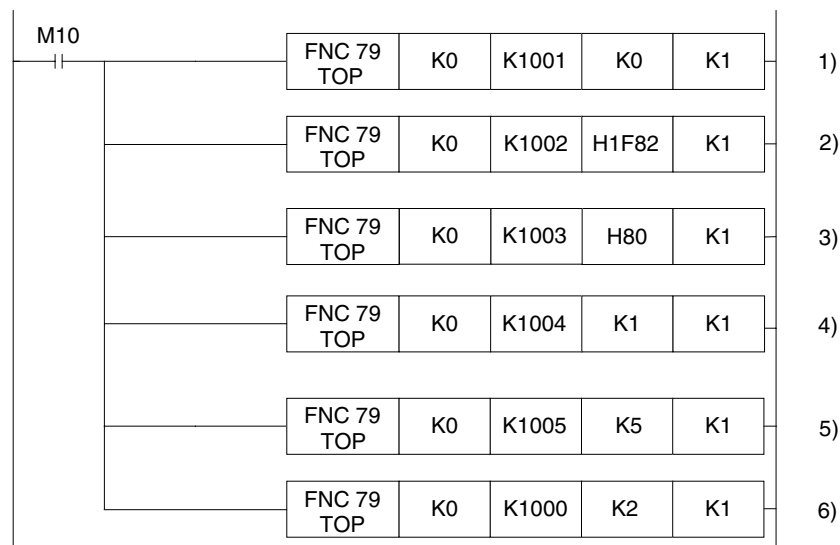 M10
FNC 79 TOP K0 K1001 K0 K1 1)
FNC 79 TOP K0 K1002 H1F82 K1 2)
FNC 79 TOP K0 K1003 H80 K1 3)
FNC 79 TOP K0 K1004 K1 K1 4)
FNC 79 TOP K0 K1005 K5 K1 5)
FNC 79 TOP K0 K1000 K2 K1 6)